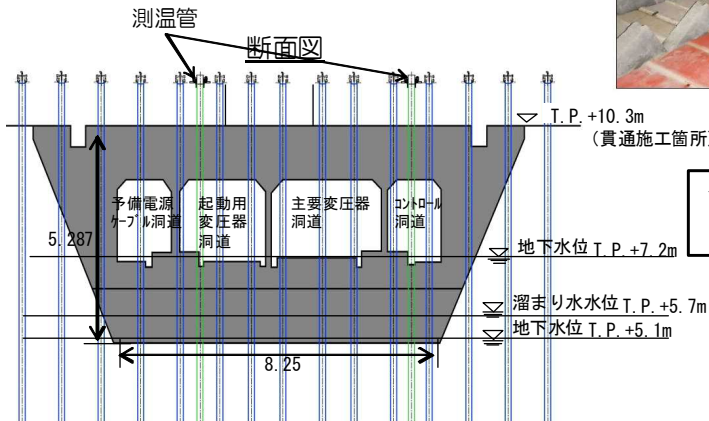 測温管
断面図
T.P.+10.3m
(貫通施工箇所
予備電源
ケーブル洞道
起動用
変圧器
洞道
主要変圧器
洞道
コントロール
洞道
5.287
地下水位 T.P.+7.2m
溜まり水水位 T.P.+5.7m
地下水位 T.P.+5.1m
8.25